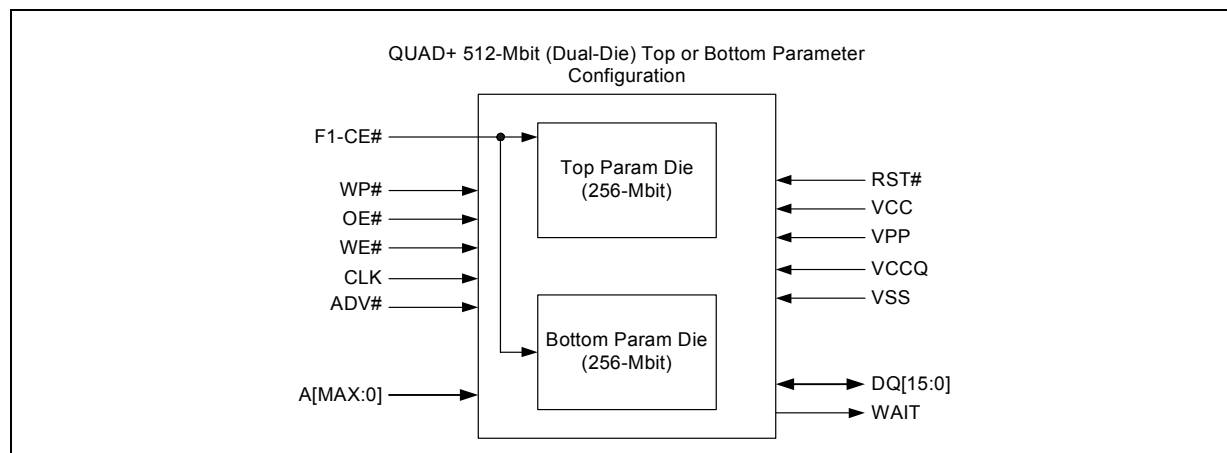 QUAD+ 512-Mbit (Dual-Die) Top or Bottom Parameter
Configuration
F1-CE#
WP#
OE#
WE#
CLK
ADV#
A[MAX:0]
Top Param Die
(256-Mbit)
Bottom Param Die
(256-Mbit)
RST#
VCC
VPP
VCCQ
VSS
DQ[15:0]
WAIT